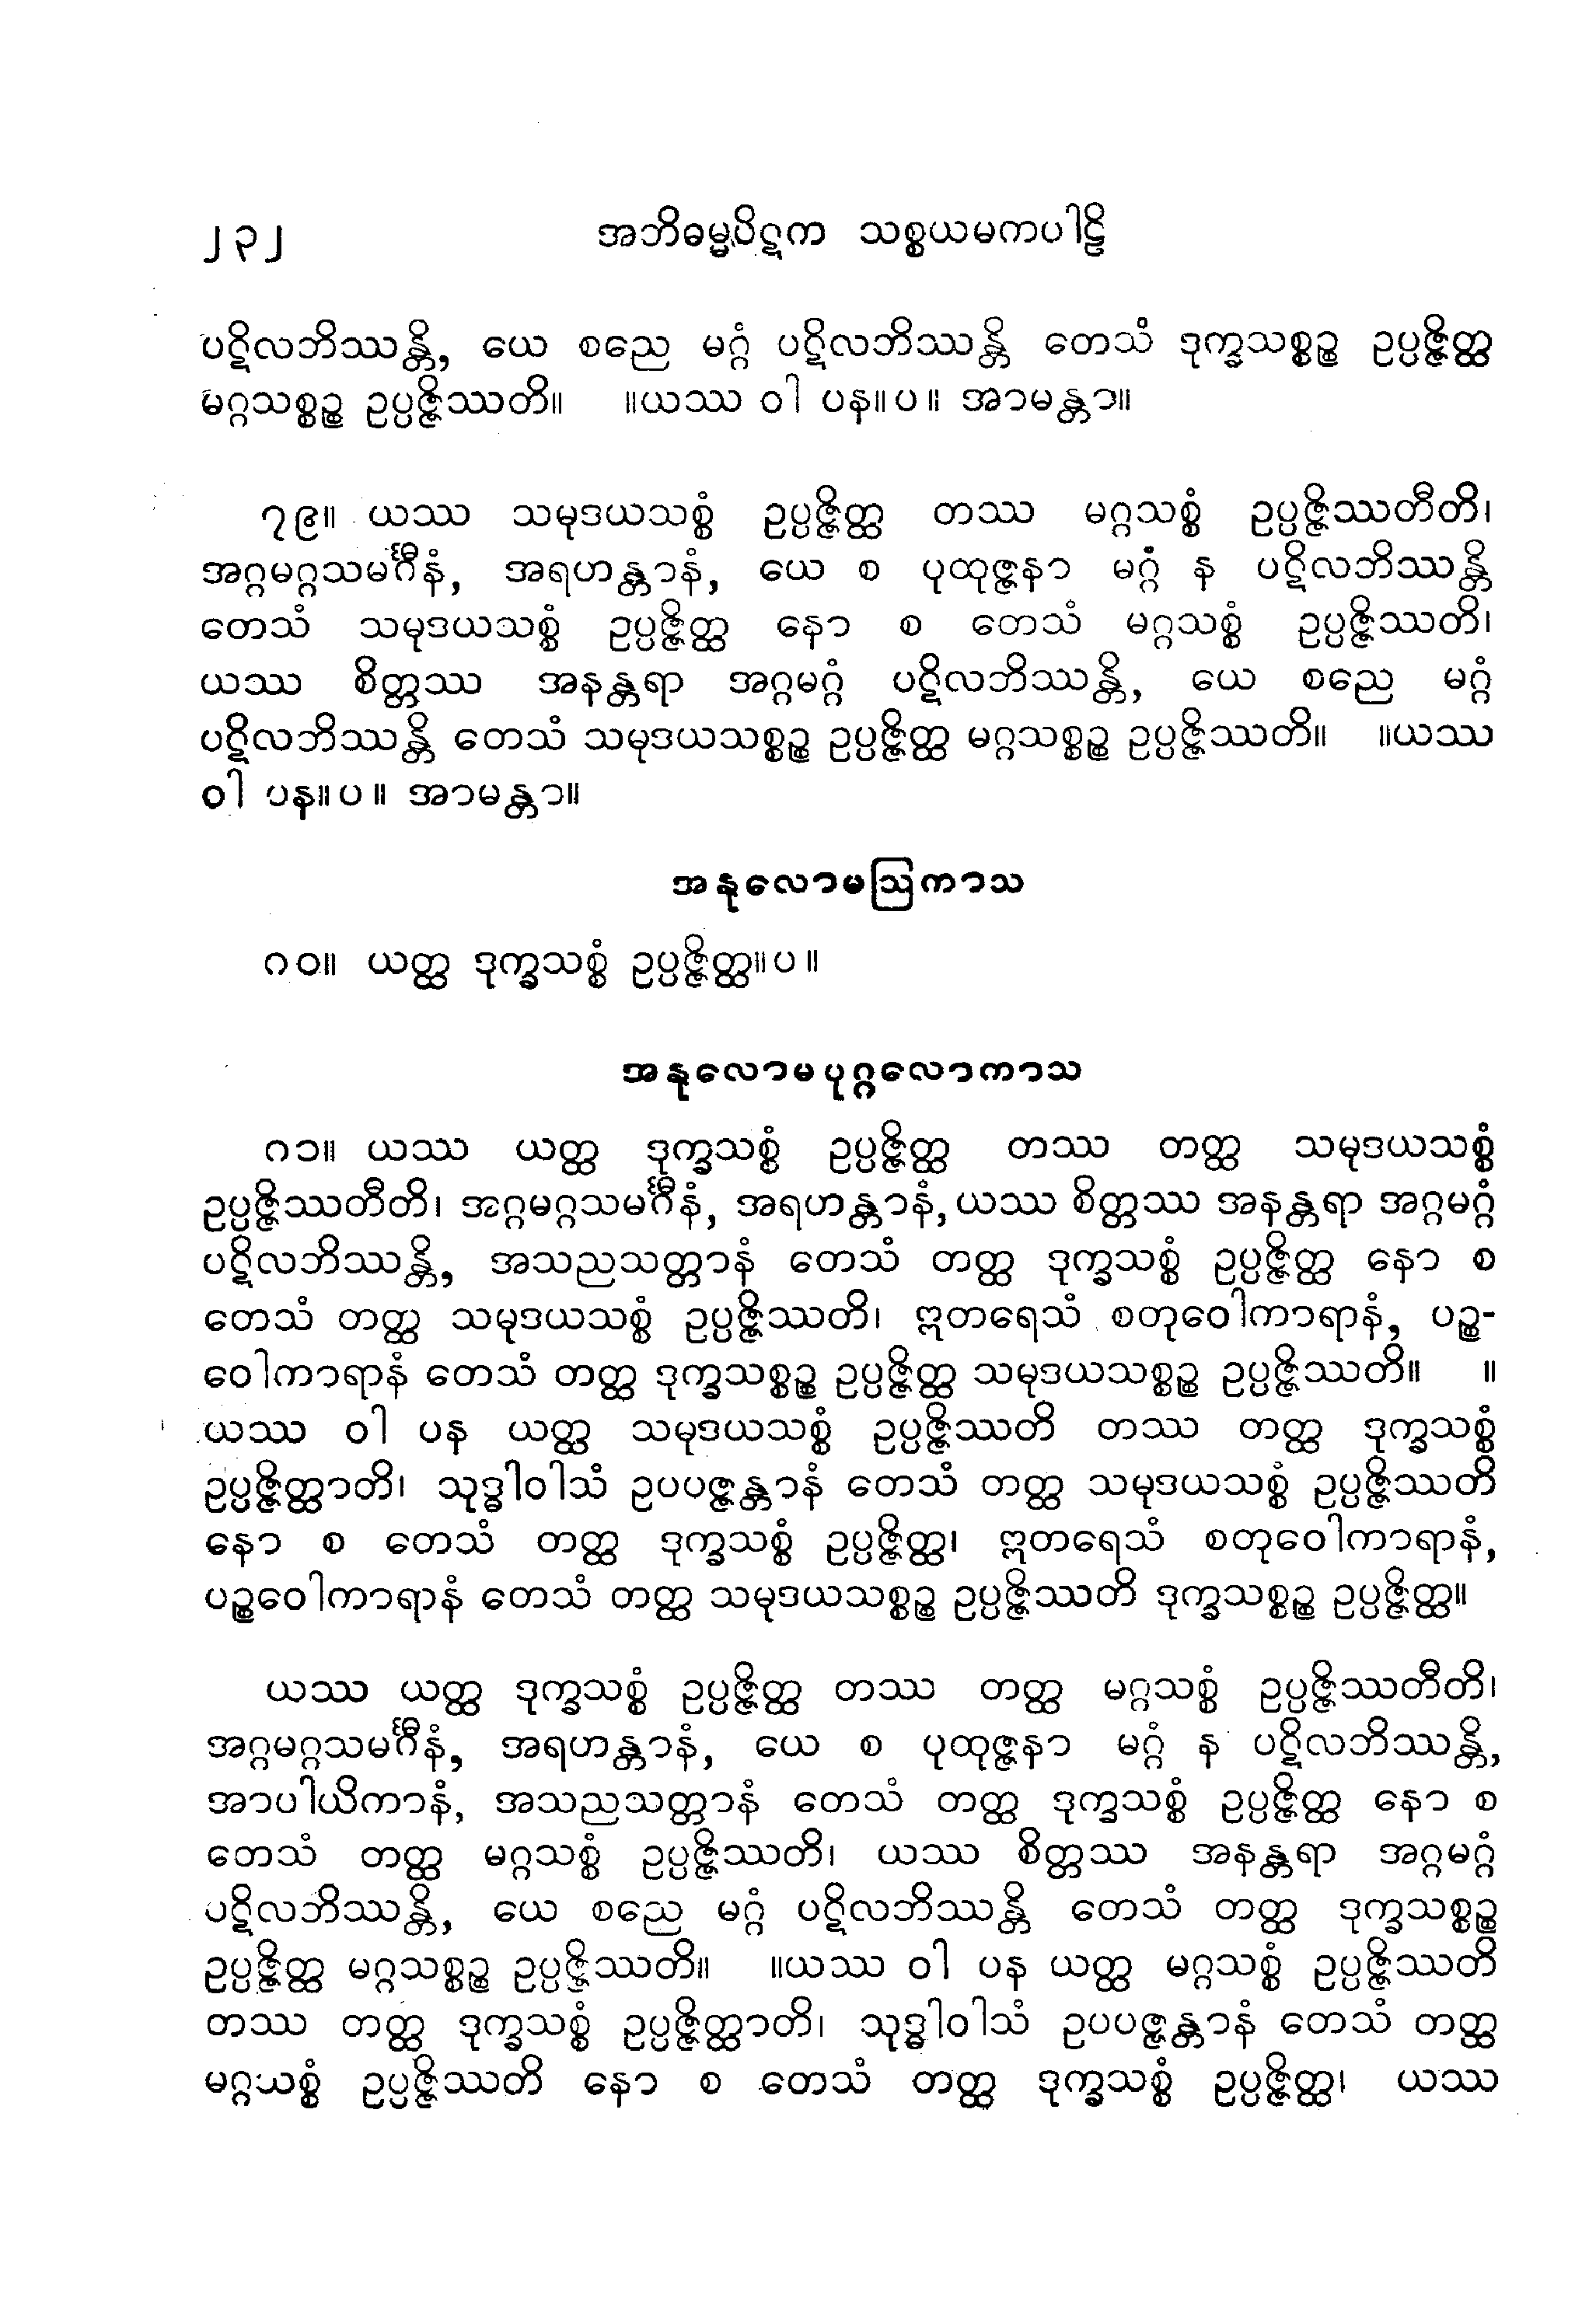 ၂၃၂ အဘိဓမ္မပိဋက သစ္စယမကပါဠိ
ပဋိလဘိဿန္တိ, ယေ စညေ မဂ္ဂံ ပဋိလဘိဿန္တိ တေသံ ဒုက္ခသစ္စဉ္စ ဥပ္ပဇ္ဇိတ္ထ
မဂ္ဂသစ္စဉ္စ ဥပ္ပဇ္ဇိဿတိ။ ။ယဿ ဝါ ပန။ပ။ အာမန္တာ။
၇၉။ ယဿ သမုဒယသစ္စံ ဥပ္ပဇ္ဇိတ္ထ တဿ မဂ္ဂသစ္စံ ဥပ္ပဇ္ဇိဿတီတိ၊
အဂ္ဂမဂ္ဂသမင်္ဂီနံ, အရဟန္တာနံ, ယေ စ ပုထုဇ္ဇနာ မဂ္ဂံ န ပဋိလဘိဿန္တိ
တေသံ သမုဒယသစ္စံ ဥပ္ပဇ္ဇိတ္ထ နော စ တေသံ မဂ္ဂသစ္စံ ဥပ္ပဇ္ဇိဿတိ၊
ယဿ စိတ္တဿ အနန္တရာ အဂ္ဂမဂ္ဂံ ပဋိလဘိဿန္တိ, ယေ စညေ မဂ္ဂံ
ပဋိလဘိဿန္တိ တေသံ သမုဒယသစ္စဉ္စ ဥပ္ပဇ္ဇိတ္ထ မဂ္ဂသစ္စဉ္စ ဥပ္ပဇ္ဇိဿတိ။ ။ယဿ
ဝါ ပန။ပ။ အာမန္တာ။
အနုလောမဩကာသ
၈၀။ ယတ္ထ ဒုက္ခသစ္စံ ဥပ္ပဇ္ဇိတ္ထ။ပ။
အနုလောမပုဂ္ဂလောကာသ
၈၁။ ယဿ ယတ္ထ ဒုက္ခသစ္စံ ဥပ္ပဇ္ဇိတ္ထ တဿ တတ္ထ သမုဒယသစ္စံ
ဥပ္ပဇ္ဇိဿတီတိ၊ အဂ္ဂမဂ္ဂသမင်္ဂီနံ, အရဟန္တာနံ, ယဿ စိတ္တဿ အနန္တရာ အဂ္ဂမဂ္ဂံ
ပဋိလဘိဿန္တိ, အသညသတ္တာနံ တေသံ တတ္ထ ဒုက္ခသစ္စံ ဥပ္ပဇ္ဇိတ္ထ နော စ
တေသံ တတ္ထ သမုဒယသစ္စံ ဥပ္ပဇ္ဇိဿတိ၊ ဣတရေသံ စတုဝေါကာရာနံ, ပဉ္စ-
ဝေါကာရာနံ တေသံ တတ္ထ ဒုက္ခသစ္စဉ္စ ဥပ္ပဇ္ဇိတ္ထ သမုဒယသစ္စဉ္စ ဥပ္ပဇ္ဇိဿတိ။ ။
ယဿ ဝါ ပန ယတ္ထ သမုဒယသစ္စံ ဥပ္ပဇ္ဇိဿတိ တဿ တတ္ထ ဒုက္ခသစ္စံ
ဥပ္ပဇ္ဇိတ္ထာတိ၊ သုဒ္ဓါဝါသံ ဥပပဇ္ဇန္တာနံ တေသံ တတ္ထ သမုဒယသစ္စံ ဥပ္ပဇ္ဇိဿတိ
နော စ တေသံ တတ္ထ ဒုက္ခသစ္စံ ဥပ္ပဇ္ဇိတ္ထ၊ ဣတရေသံ စတုဝေါကာရာနံ,
ပဉ္စဝေါကာရာနံ တေသံ တတ္ထ သမုဒယသစ္စဉ္စ ဥပ္ပဇ္ဇိဿတိ ဒုက္ခသစ္စဉ္စ ဥပ္ပဇ္ဇိတ္ထ။
ယဿ ယတ္ထ ဒုက္ခသစ္စံ ဥပ္ပဇ္ဇိတ္ထ တဿ တတ္ထ မဂ္ဂသစ္စံ ဥပ္ပဇ္ဇိဿတီတိ၊
အဂ္ဂမဂ္ဂသမင်္ဂီနံ, အရဟန္တာနံ, ယေ စ ပုထုဇ္ဇနာ မဂ္ဂံ န ပဋိလဘိဿန္တိ,
အာပါယိကာနံ, အသညသတ္တာနံ တေသံ တတ္ထ ဒုက္ခသစ္စံ ဥပ္ပဇ္ဇိတ္ထ နော စ
တေသံ တတ္ထ မဂ္ဂသစ္စံ ဥပ္ပဇ္ဇိဿတိ၊ ယဿ စိတ္တဿ အနန္တရာ အဂ္ဂမဂ္ဂံ
ပဋိလဘိဿန္တိ, ယေ စညေ မဂ္ဂံ ပဋိလဘိဿန္တိ တေသံ တတ္ထ ဒုက္ခသစ္စဉ္စ
ဥပ္ပဇ္ဇိတ္ထ မဂ္ဂသစ္စဉ္စ ဥပ္ပဇ္ဇိဿတိ။ ။ယဿ ဝါ ပန ယတ္ထ မဂ္ဂသစ္စံ ဥပ္ပဇ္ဇိဿတိ
တဿ တတ္ထ ဒုက္ခသစ္စံ ဥပ္ပဇ္ဇိတ္ထာတိ၊ သုဒ္ဓါဝါသံ ဥပပဇ္ဇန္တာနံ တေသံ တတ္ထ
မဂ္ဂသစ္စံ ဥပ္ပဇ္ဇိဿတိ နော စ တေသံ တတ္ထ ဒုက္ခသစ္စံ ဥပ္ပဇ္ဇိတ္ထ၊ ယဿ